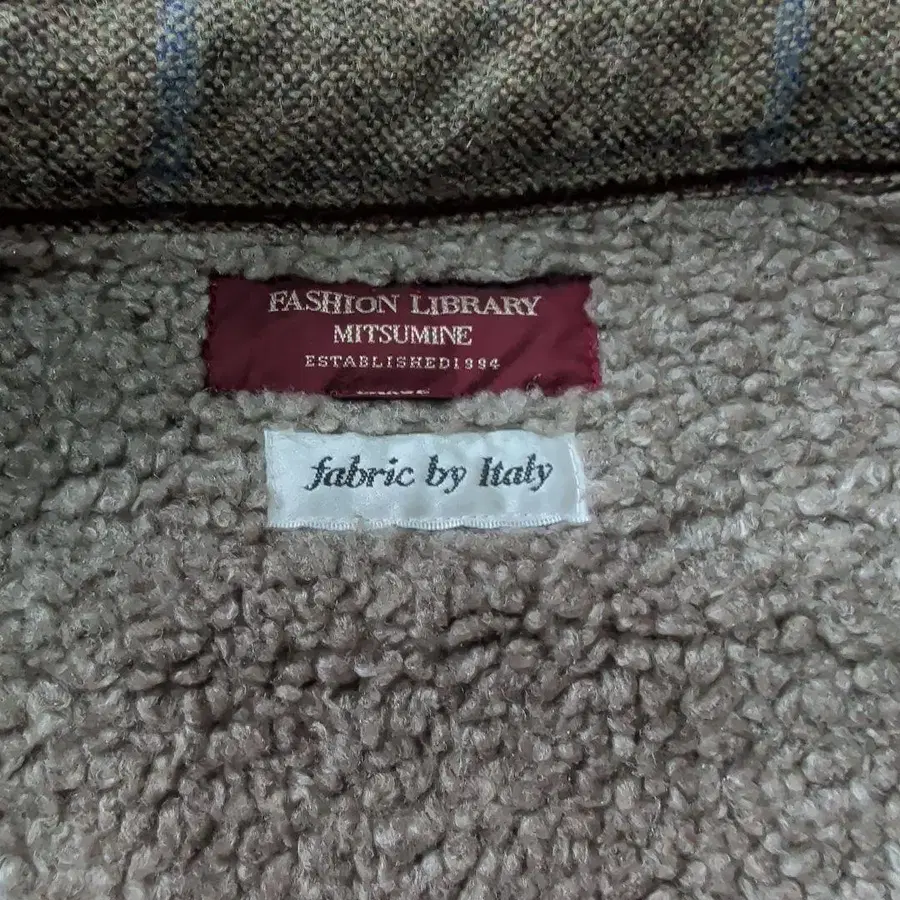 FASHION LIBRARY
MITSUMINE
ESTABLISHED1994
fabric by Italy